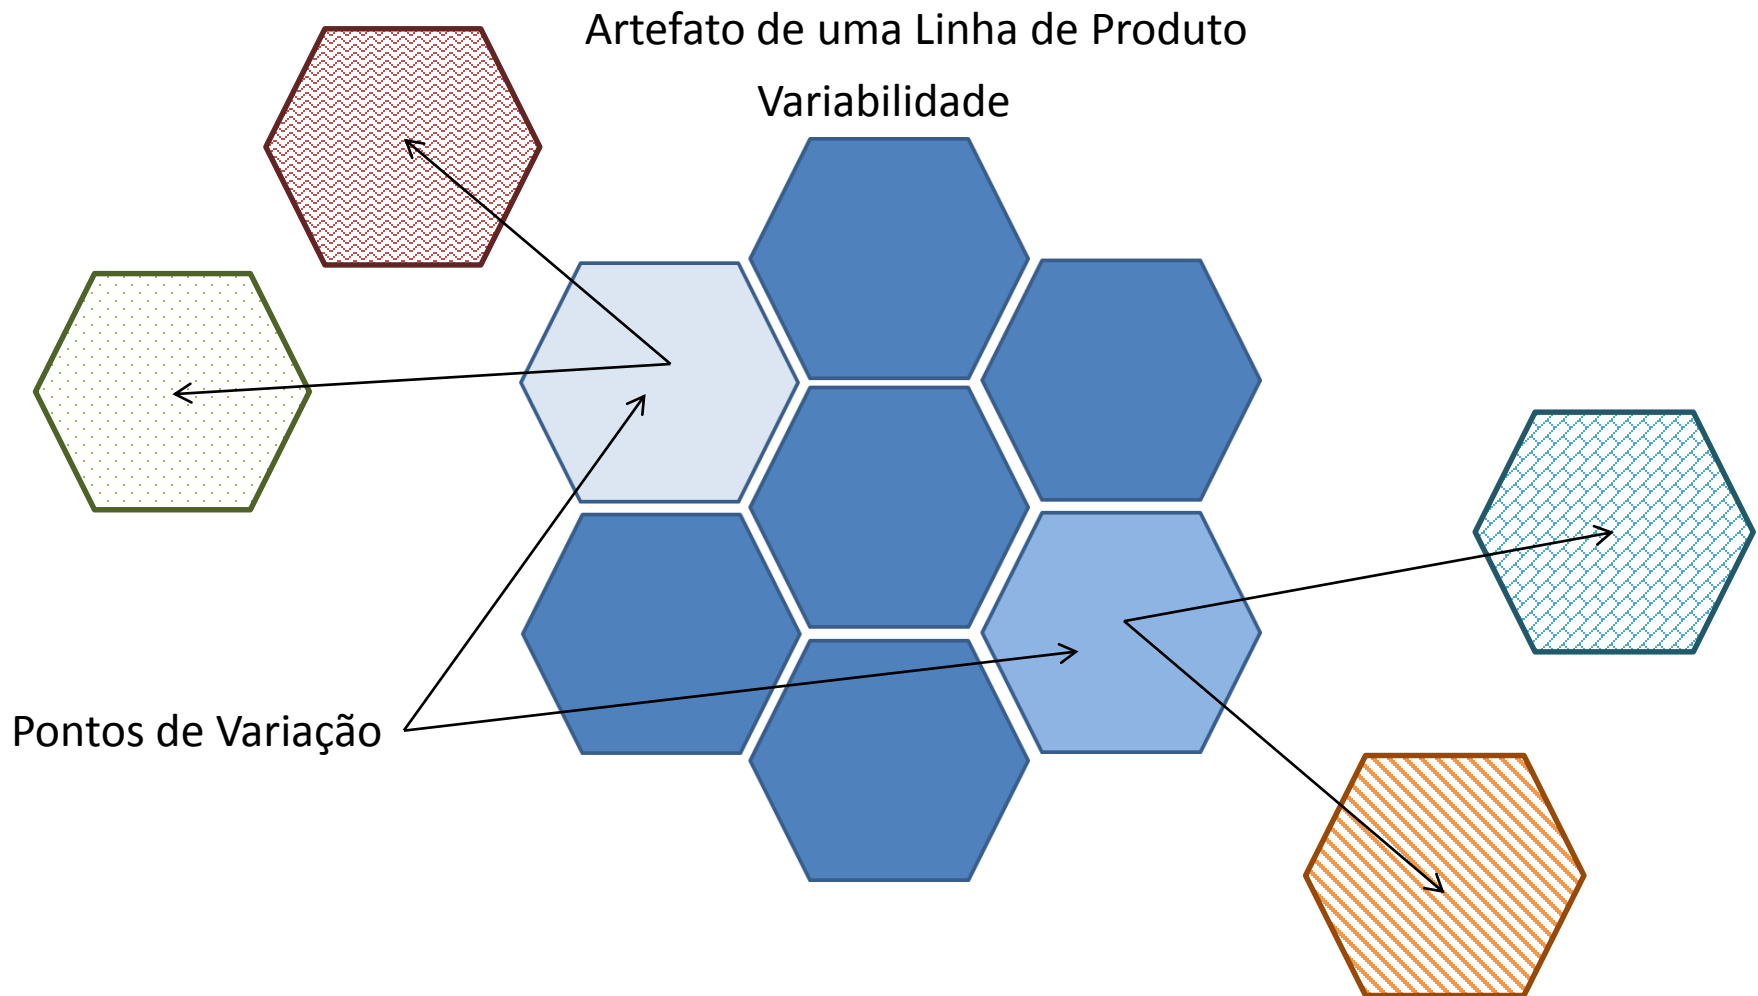 Artefato de uma Linha de Produto
Variabilidade
Pontos de Variação